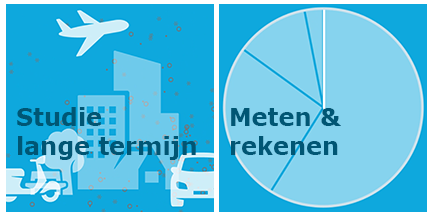 Studie
lange termijn
Meten &
rekenen